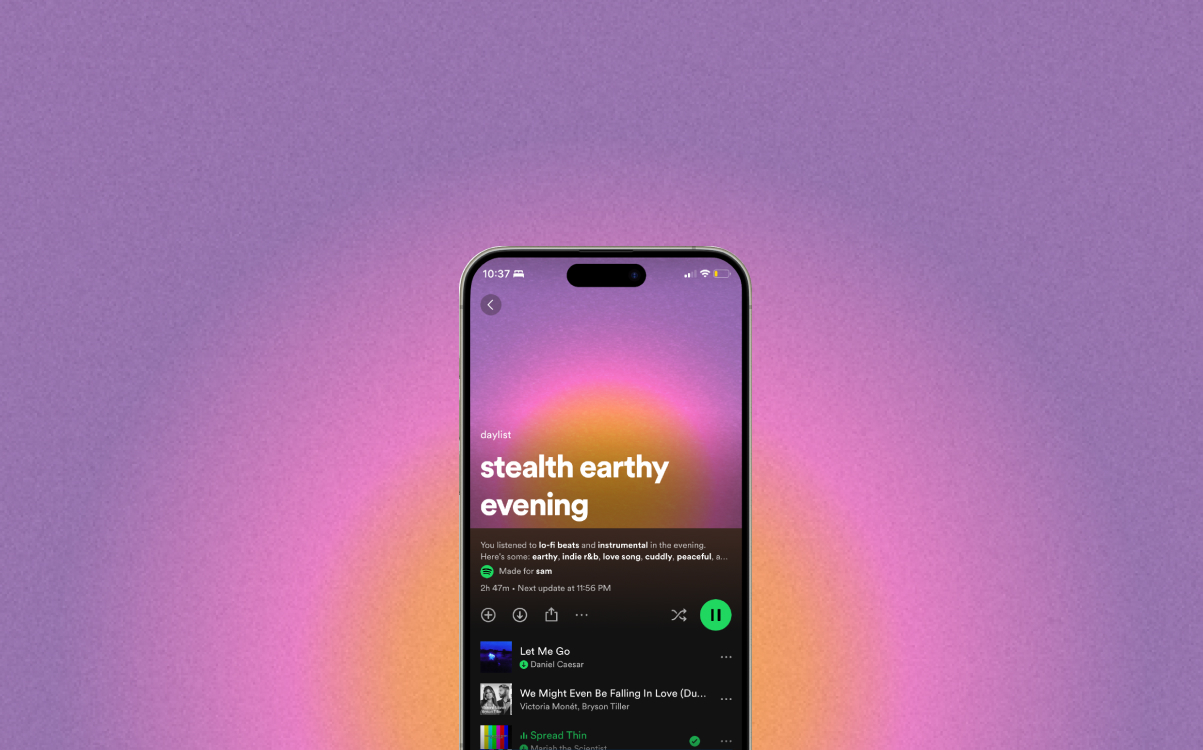 10:37
daylist
stealth earthy
evening
You listened to lo-fi beats and instrumental in the evening.
Here's some: earthy, indie r&b, love song, cuddly, peaceful, a...
Made for sam
2h 47m • Next update at 11:56 PM
Let Me Go
Daniel Caesar
We Might Even Be Falling In Love (Du...
Victoria Monét, Bryson Tiller
Spread Thin
Mariah the Scientist